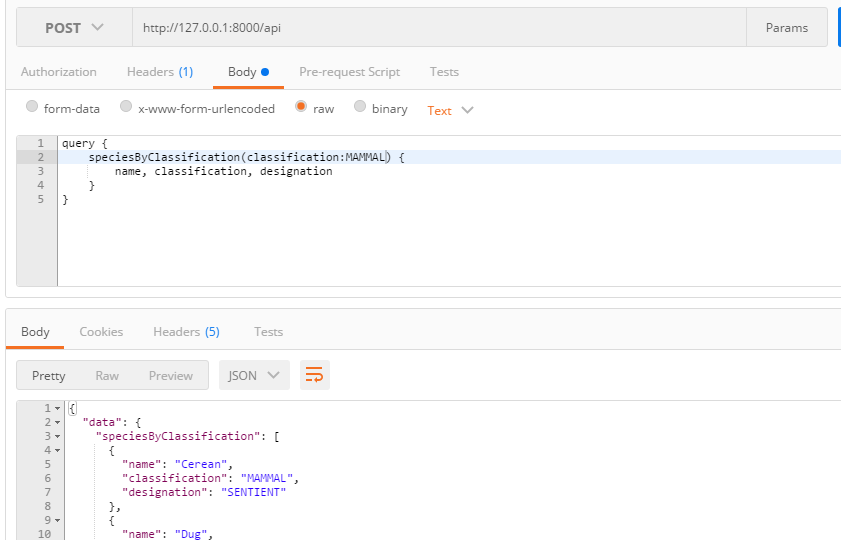 POST http://127.0.0.1:8000/api Params
Authorization Headers (1) Body Pre-request Script Tests
form-data x-www-form-urlencoded raw binary Text
1 query {
2 speciesByClassification(classification:MAMMAL) {
3 name, classification, designation
4 }
5 }
Body Cookies Headers (5) Tests
Pretty Raw Preview JSON
1 {
2 "data": {
3 "speciesByClassification": [
4 {
5 "name": "Cerean",
6 "classification": "MAMMAL",
7 "designation": "SENTIENT"
8 },
9 {
10 "name": "Dug",